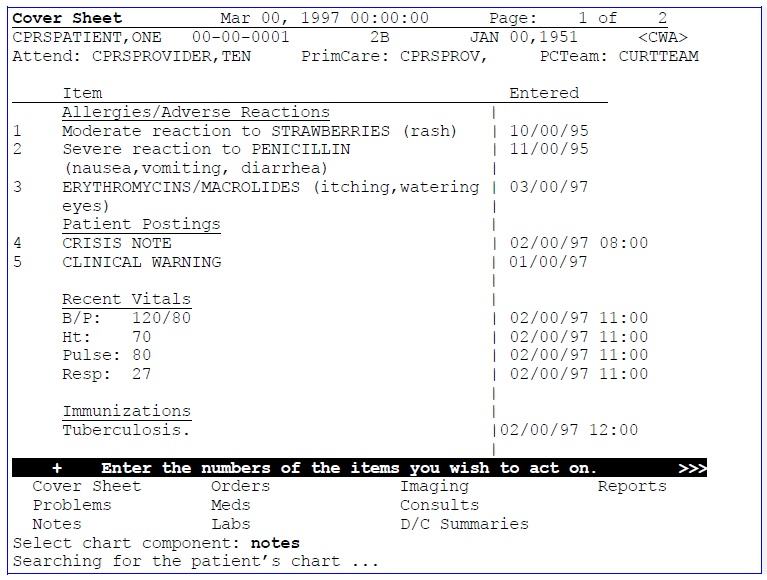 Cover Sheet Mar 00, 1997 00:00:00 Page: 1 of 2
CPRSPATIENT,ONE 00-00-0001 2B JAN 00,1951 <CWA>
Attend: CPRSPROVIDER,TEN PrimCare: CPRSPROV, PCTeam: CURTTEAM
Item Entered
Allergies/Adverse Reactions |
1 Moderate reaction to STRAWBERRIES (rash) | 10/00/95
2 Severe reaction to PENICILLIN | 11/00/95
(nausea,vomiting, diarrhea) |
3 ERYTHROMYCINS/MACROLIDES (itching,watering | 03/00/97
eyes) |
Patient Postings |
4 CRISIS NOTE | 02/00/97 08:00
5 CLINICAL WARNING | 01/00/97
|
Recent Vitals |
B/P: 120/80 | 02/00/97 11:00
Ht: 70 | 02/00/97 11:00
Pulse: 80 | 02/00/97 11:00
Resp: 27 | 02/00/97 11:00
|
Immunizations |
Tuberculosis. |02/00/97 12:00
|
+ Enter the numbers of the items you wish to act on. >>>
Cover Sheet Orders Imaging Reports
Problems Meds Consults
Notes Labs D/C Summaries
Select chart component: notes
Searching for the patient’s chart ...